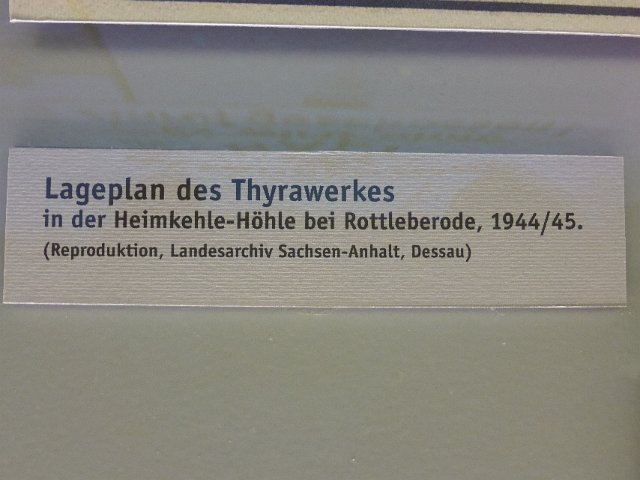 Lageplan des Thyrawerkes
in der Heimkehle-Höhle bei Rottleberode, 1944/45.
(Reproduktion, Landesarchiv Sachsen-Anhalt, Dessau)